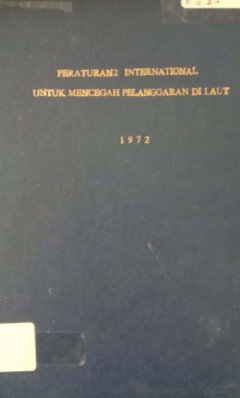 PERATURAN2 INTERNATIONAL
UNTUK MENCEGAH PELANGGARAN DI LAUT
1972